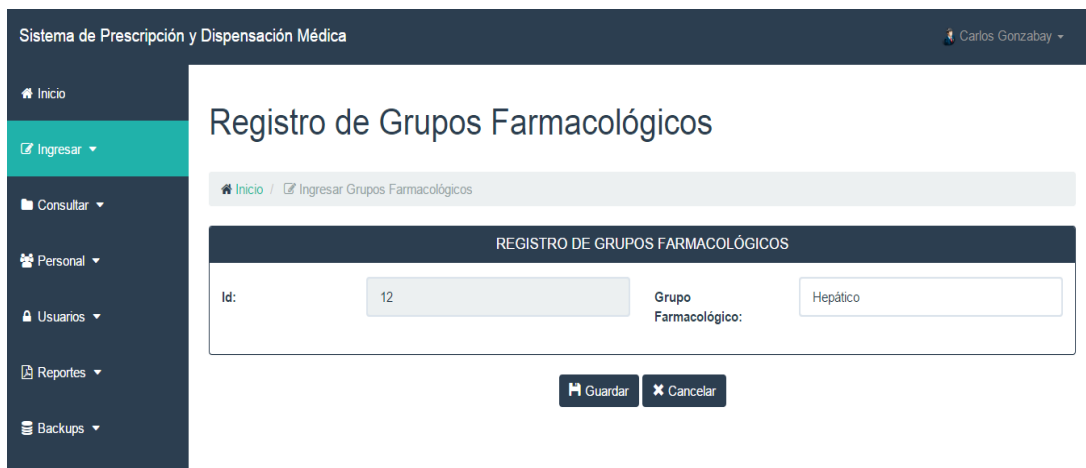 Sistema de Prescripción y Dispensación Médica
Carlos Gonzabay
Inicio
Ingresar
Consultar
Personal
Usuarios
Reportes
Backups
Registro de Grupos Farmacológicos
Inicio / Ingresar Grupos Farmacológicos
REGISTRO DE GRUPOS FARMACOLÓGICOS
Id:
12
Grupo
Farmacológico:
Hepático
Guardar
Cancelar